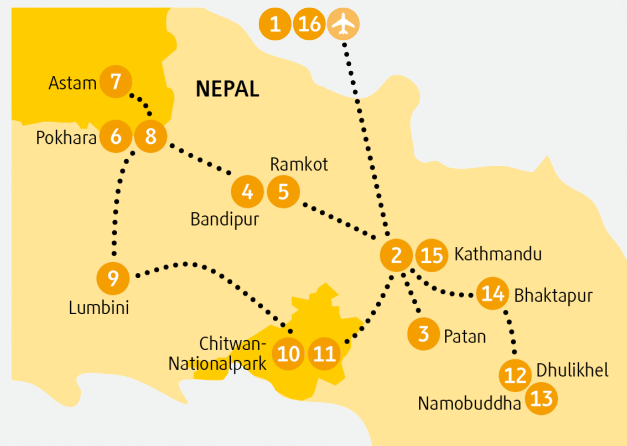 1 16
Astam 7
NEPAL
Pokhara 6 8
Ramkot
4 5
Bandipur
2 15 Kathmandu
9
Lumbini
14 Bhaktapur
3 Patan
Chitwan-
Nationalpark 10 11
12 Dhulikhel
Namobuddha 13